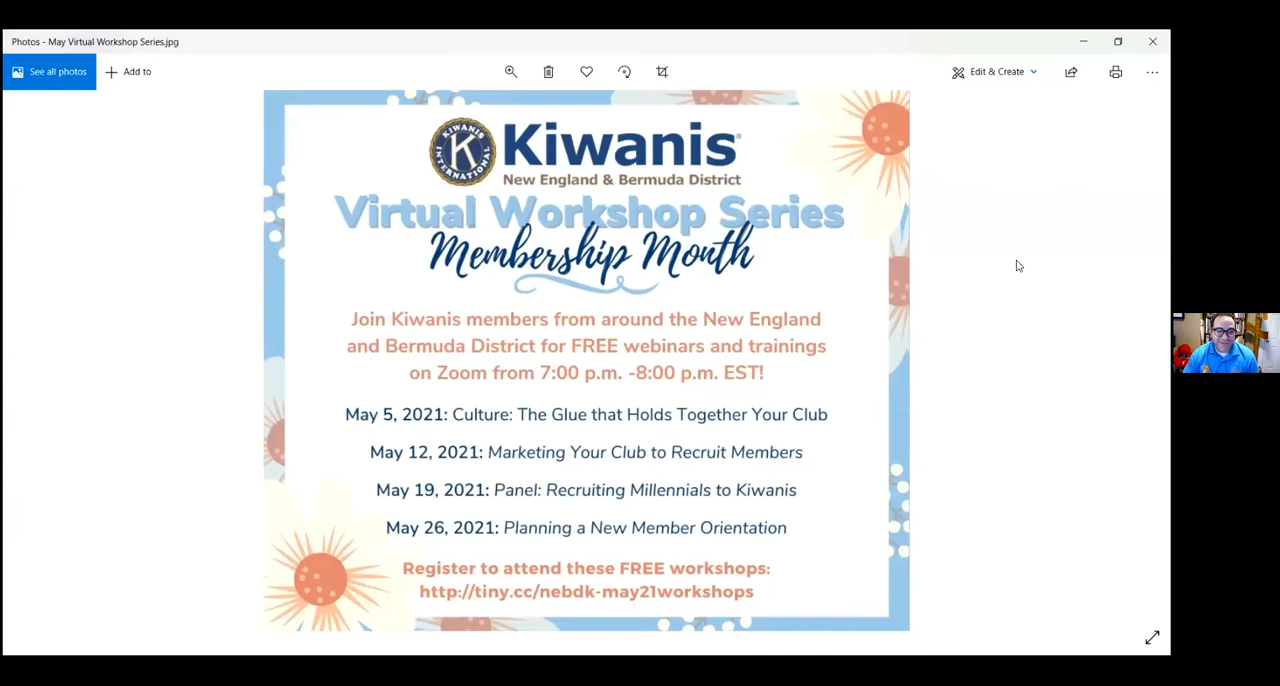 Photos - May Virtual Workshop Series.jpg
See all photos
Add to
Edit & Create
KIWANIS
K
INTERNATIONAL
Kiwanis®
New England & Bermuda District
Virtual Workshop Series
Membership Month
Join Kiwanis members from around the New England
and Bermuda District for FREE webinars and trainings
on Zoom from 7:00 p.m. -8:00 p.m. EST!
May 5, 2021: Culture: The Glue that Holds Together Your Club
May 12, 2021: Marketing Your Club to Recruit Members
May 19, 2021: Panel: Recruiting Millennials to Kiwanis
May 26, 2021: Planning a New Member Orientation
Register to attend these FREE workshops:
http://tiny.cc/nebdk-may21workshops